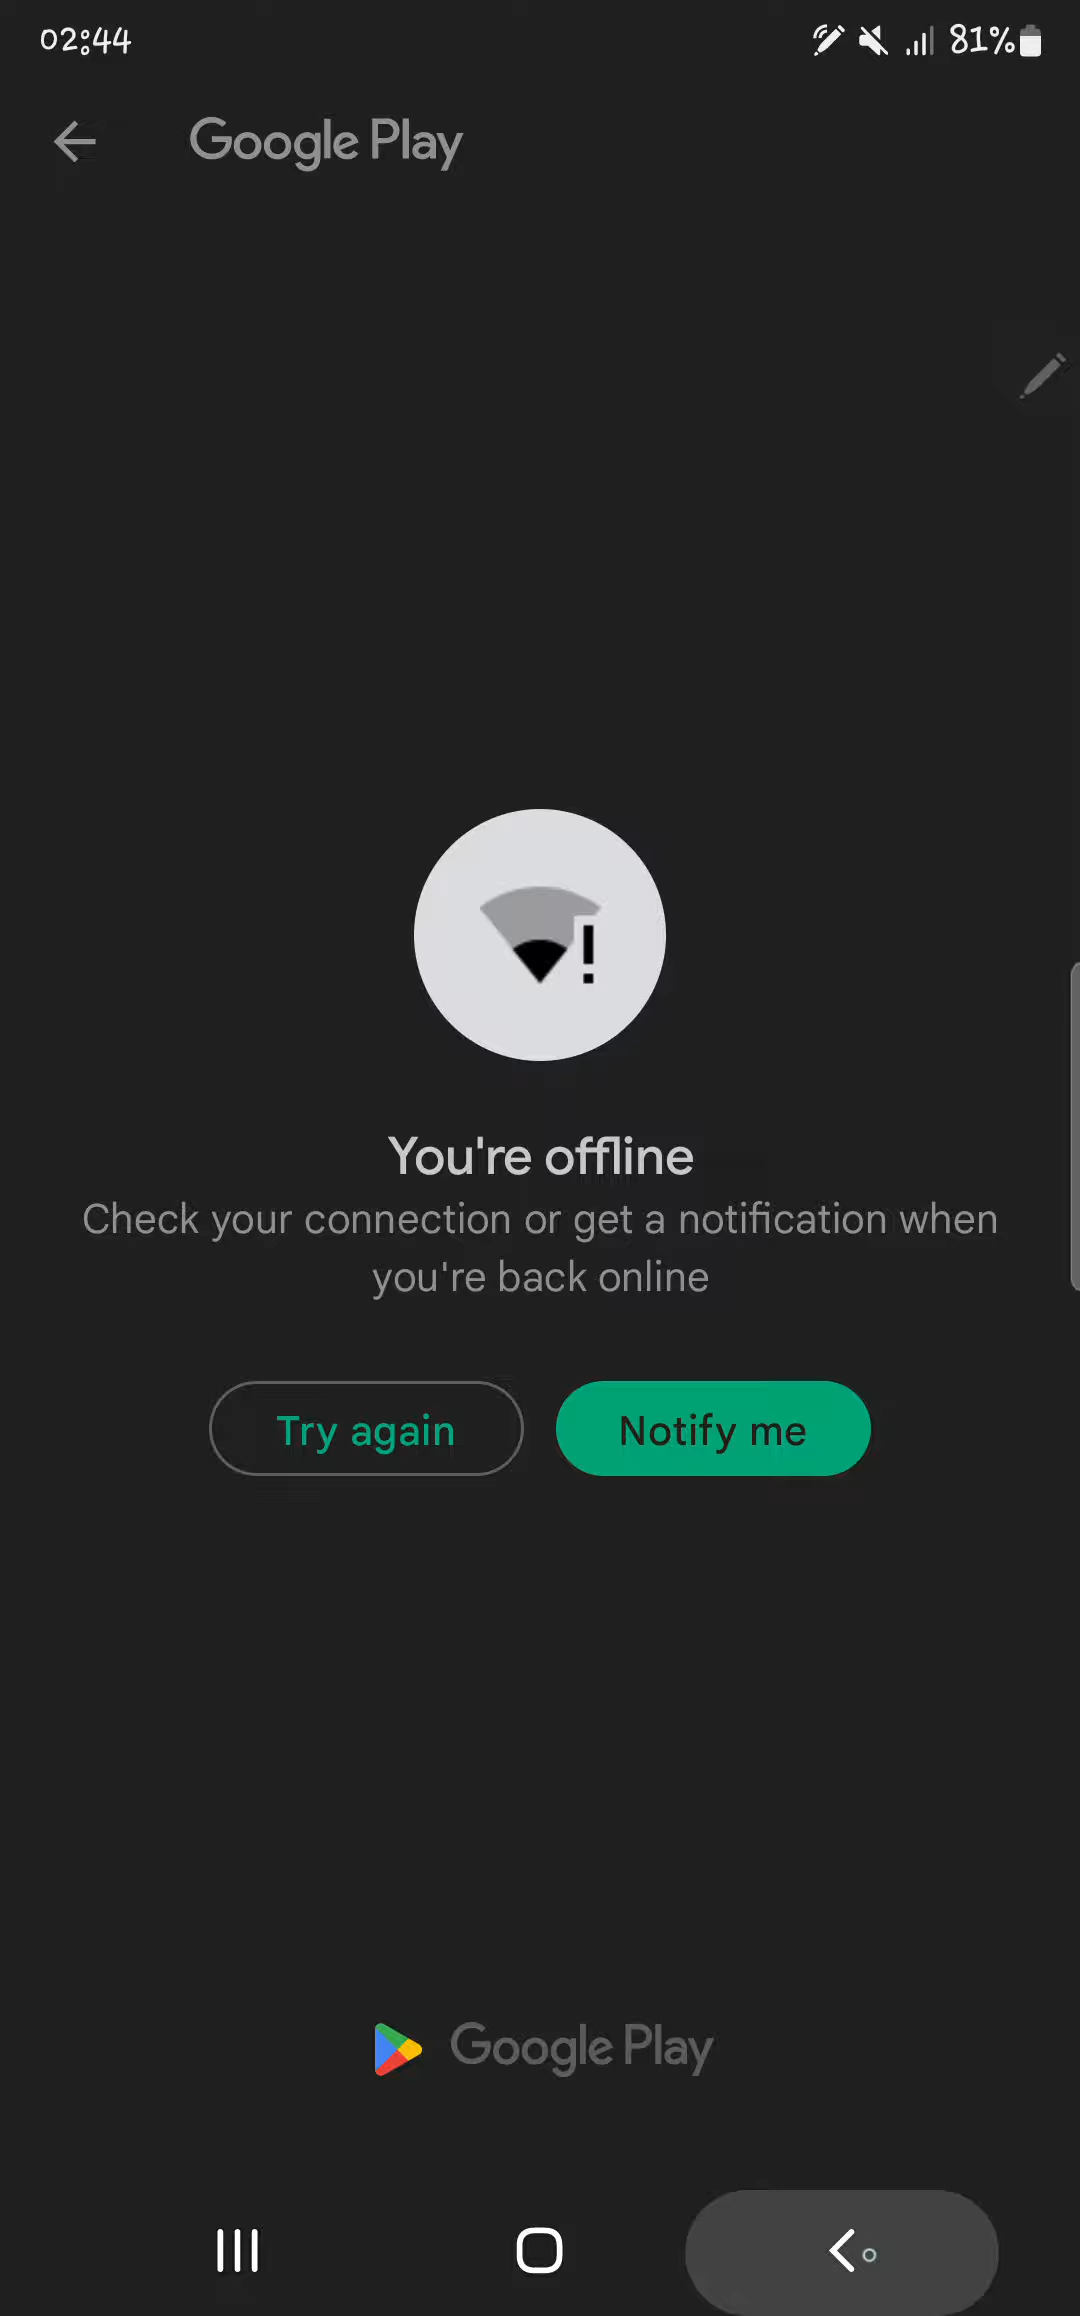 02:44
81%
Google Play
You're offline
Check your connection or get a notification when
you're back online
Try again
Notify me
Google Play